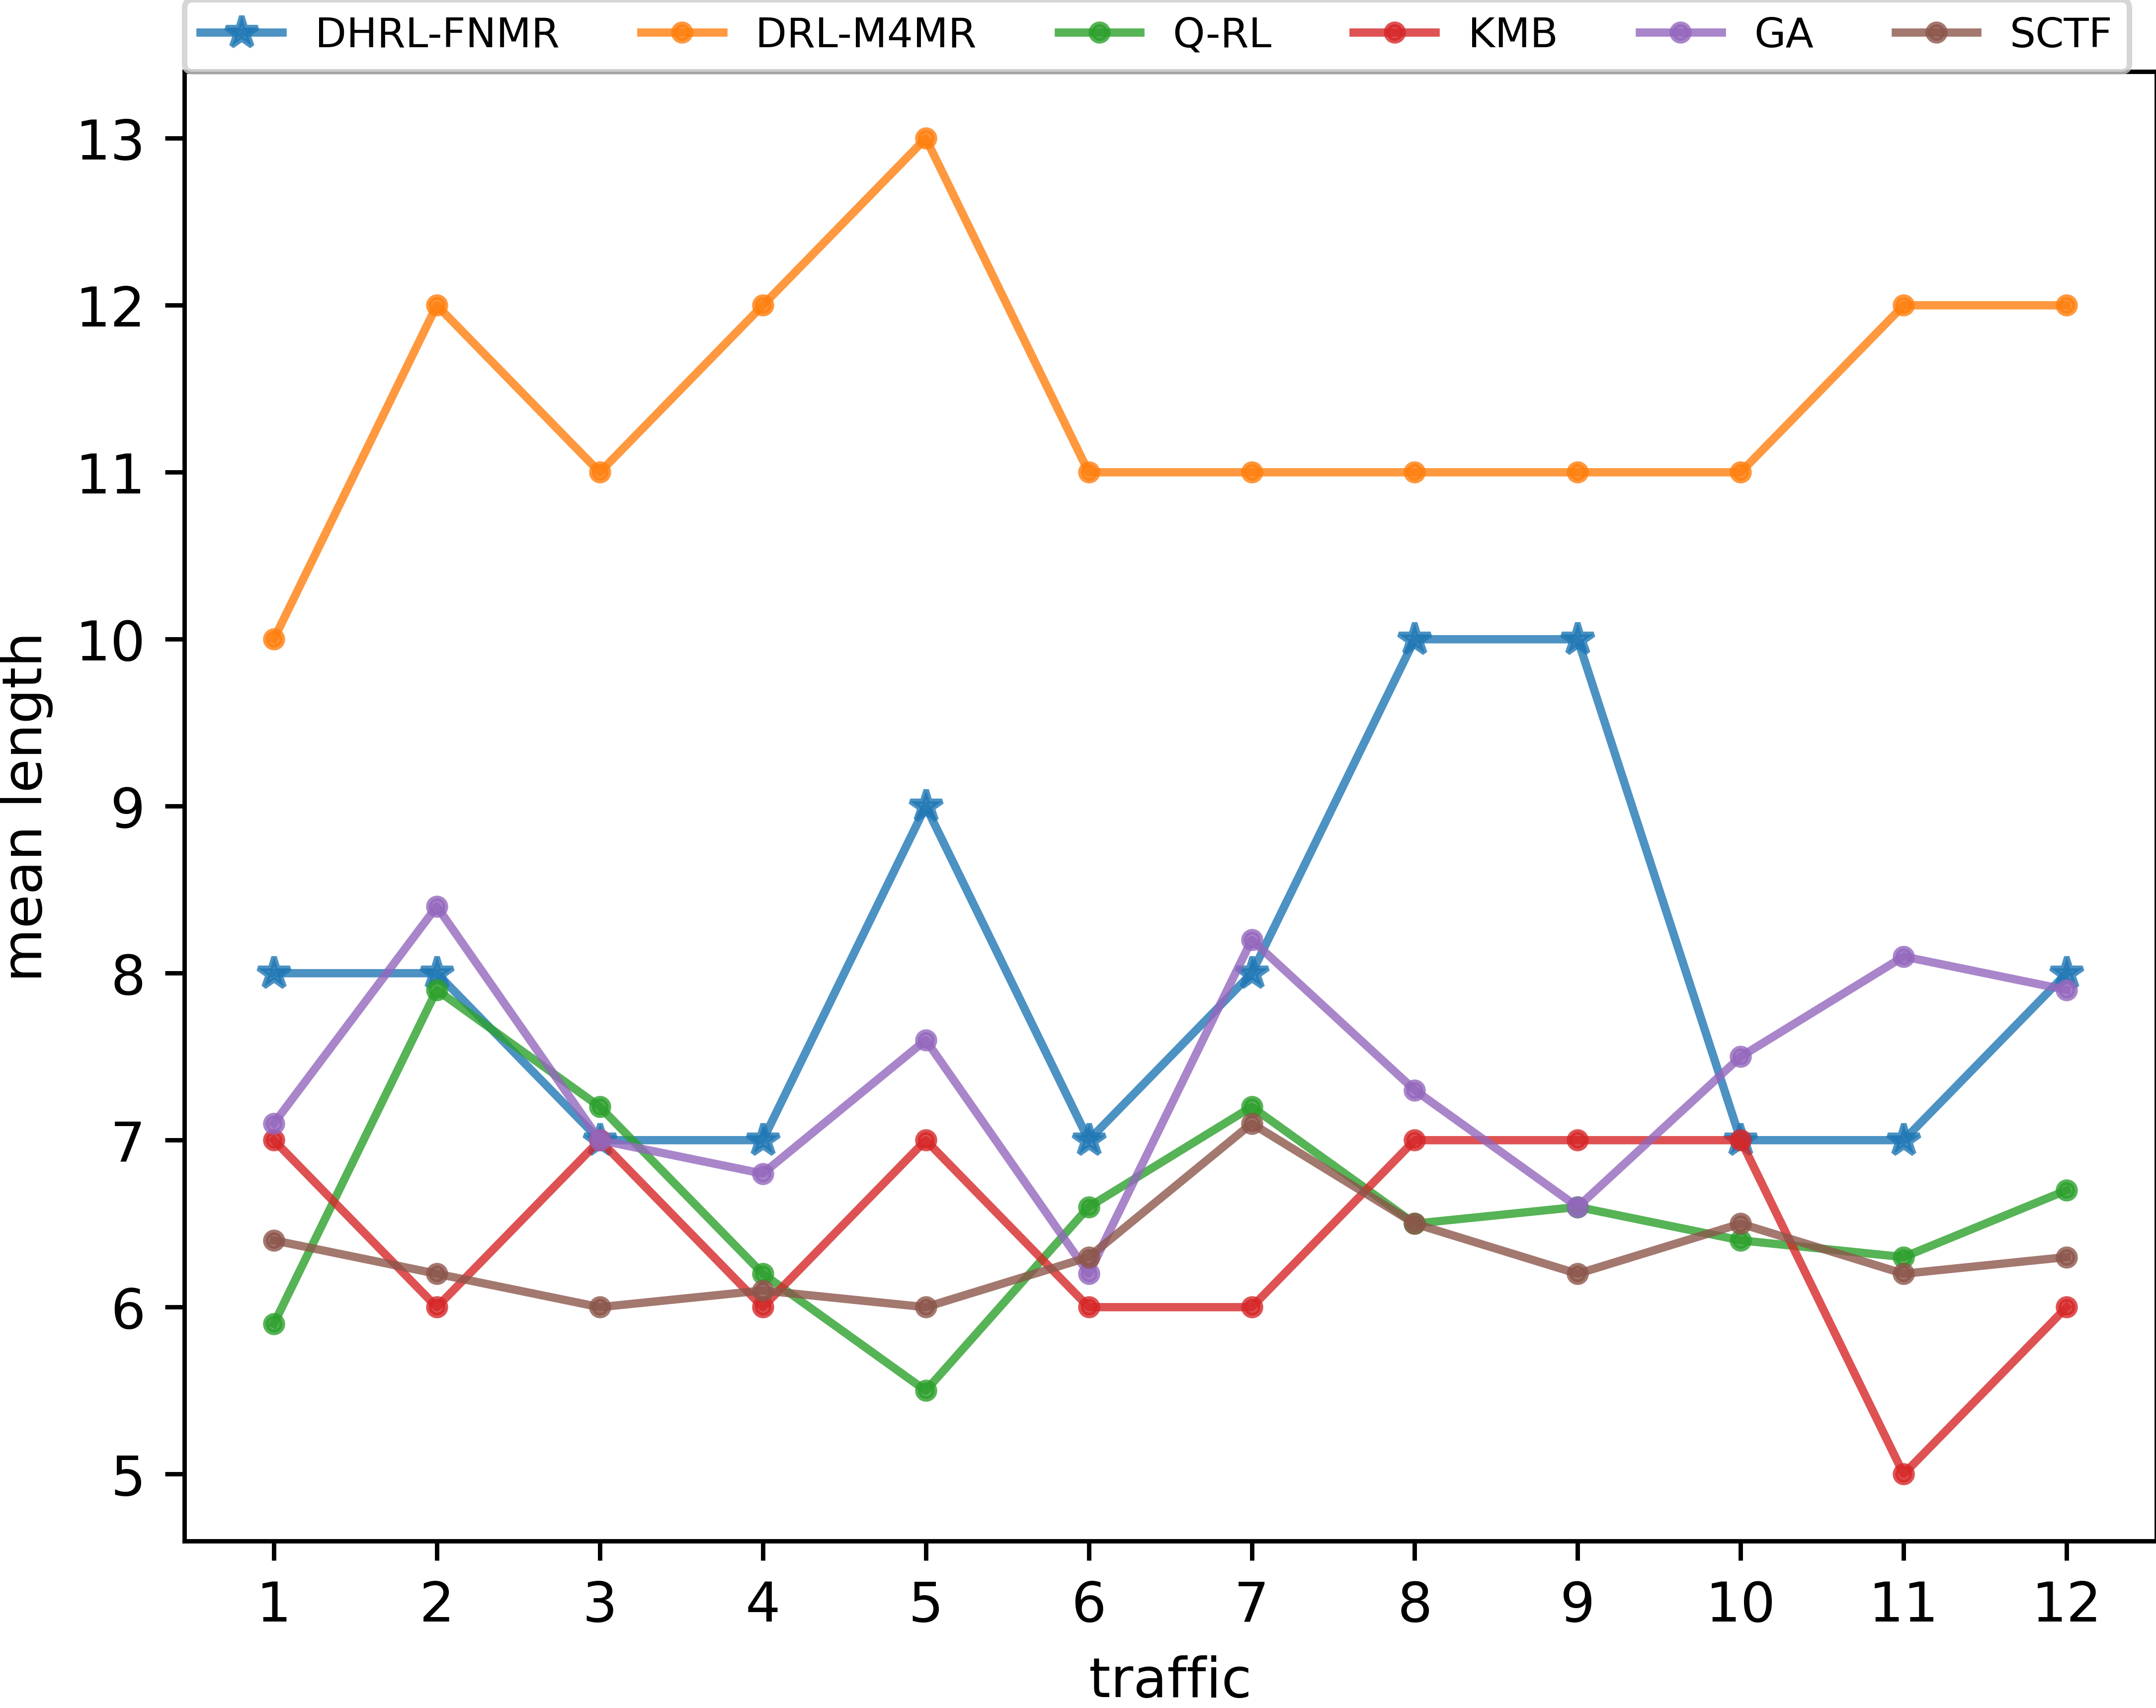 DHRL-FNMR DRL-M4MR Q-RL KMB GA SCTF
13
12
11
10
9
8
7
6
5
mean length
1 2 3 4 5 6 7 8 9 10 11 12
traffic